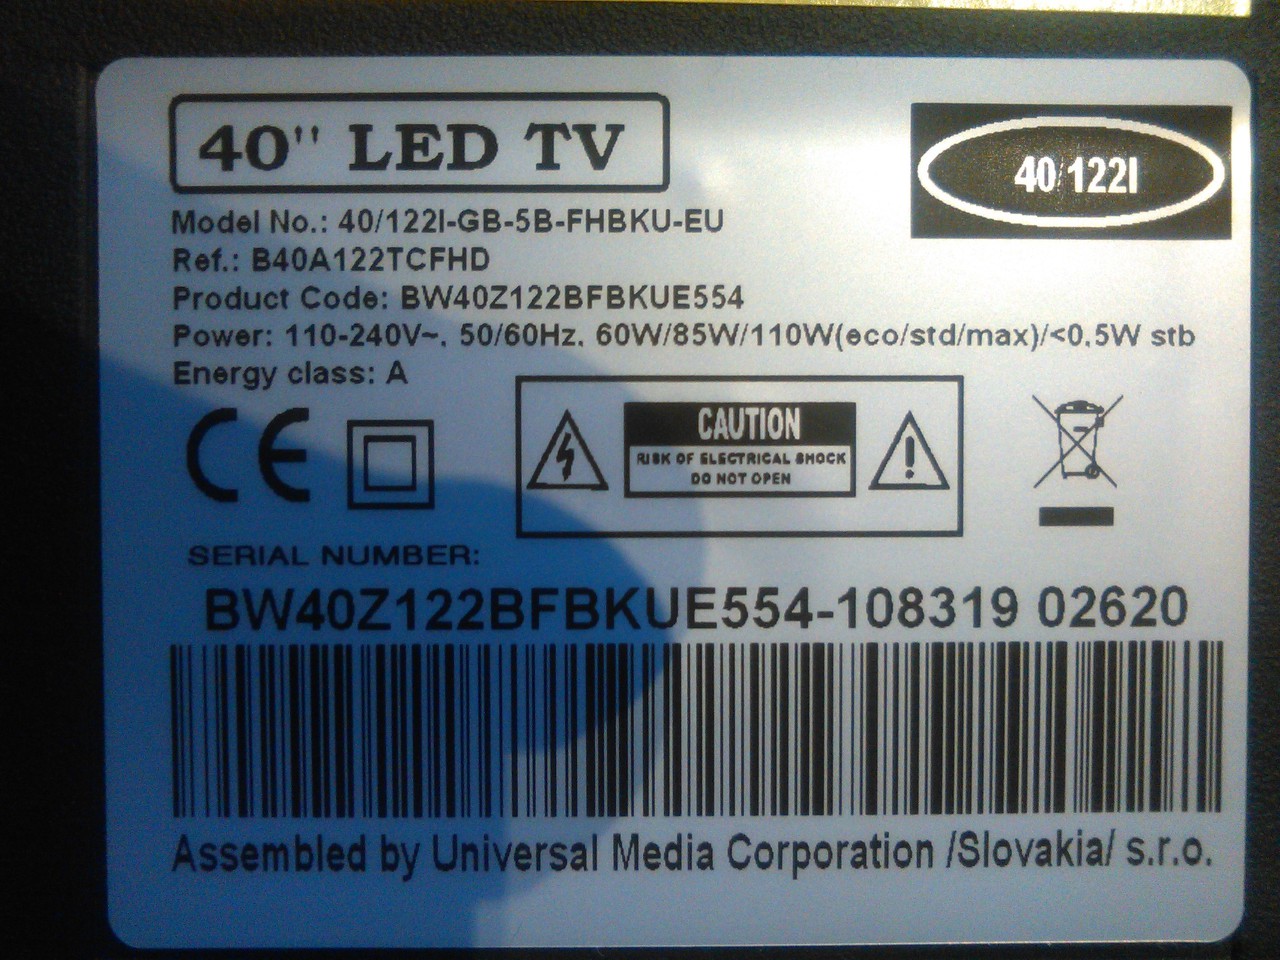 40" LED TV
40/122I
Model No.: 40/122I-GB-5B-FHBKU-EU
Ref.: B40A122TCFHD
Product Code: BW40Z122BFBKUE554
Power: 110-240V~, 50/60Hz, 60W/85W/110W(eco/std/max)/<0,5W stb
Energy class: A
CE
CAUTION
RISK OF ELECTRICAL SHOCK
DO NOT OPEN
SERIAL NUMBER:
BW40Z122BFBKUE554-108319 02620
Assembled by Universal Media Corporation /Slovakia/ s.r.o.